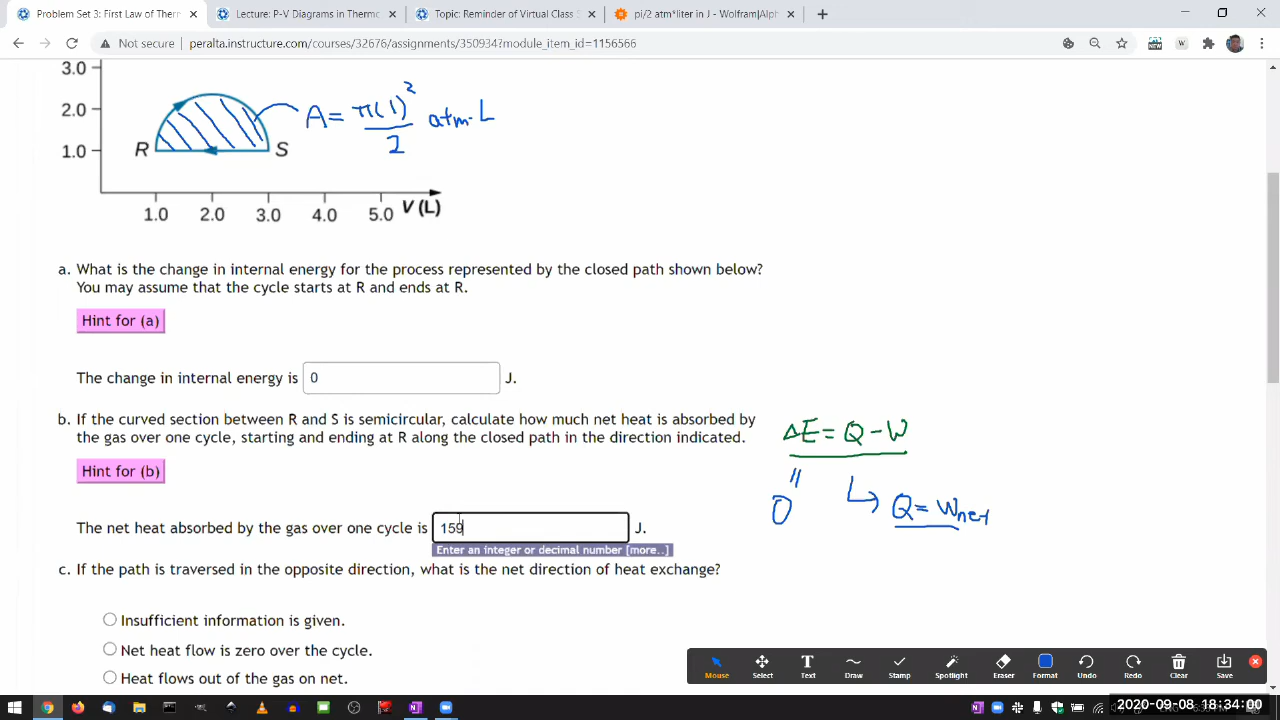 Problem Set 3: First Law of Therm
Lecture: P-V Diagrams in Thermo
Topic: Reminder of Virtual Class S
pi/2 atm*liter in J - Wolfram|Alph
Not secure | peralta.instructure.com/courses/32676/assignments/350934?module_item_id=1156566
3.0
2.0
1.0
R
S
A = π(1)²/2 atm·L
1.0 2.0 3.0 4.0 5.0 V (L)
a. What is the change in internal energy for the process represented by the closed path shown below?
You may assume that the cycle starts at R and ends at R.
Hint for (a)
The change in internal energy is 0 J.
b. If the curved section between R and S is semicircular, calculate how much net heat is absorbed by
the gas over one cycle, starting and ending at R along the closed path in the direction indicated.
ΔE = Q - W
Hint for (b)
0
Q = Wnet
The net heat absorbed by the gas over one cycle is 159 J.
Enter an integer or decimal number [more..]
c. If the path is traversed in the opposite direction, what is the net direction of heat exchange?
Insufficient information is given.
Net heat flow is zero over the cycle.
Heat flows out of the gas on net.
Mouse Select Text Draw Stamp Spotlight Eraser Format Undo Redo Clear Save
2020-09-08 18:34:00